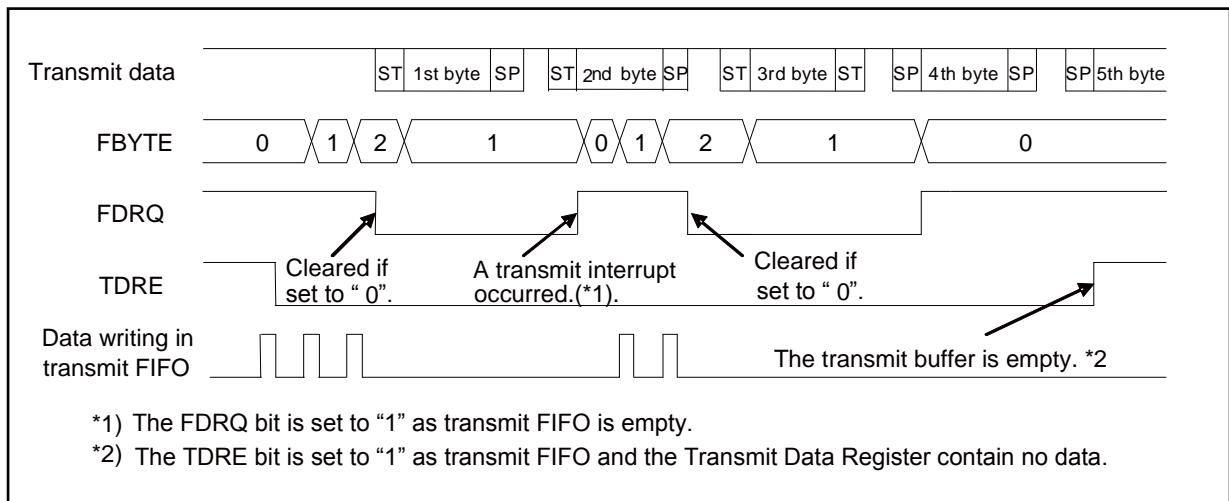 Transmit data ST 1st byte SP ST 2nd byte SP ST 3rd byte ST SP 4th byte SP SP 5th byte
FBYTE 0 1 2 1 0 1 2 1 0
FDRQ
Cleared if
set to “ 0”.
A transmit interrupt
occurred.(*1).
Cleared if
set to “ 0”.
TDRE
Data writing in
transmit FIFO
The transmit buffer is empty. *2
*1) The FDRQ bit is set to “1” as transmit FIFO is empty.
*2) The TDRE bit is set to “1” as transmit FIFO and the Transmit Data Register contain no data.